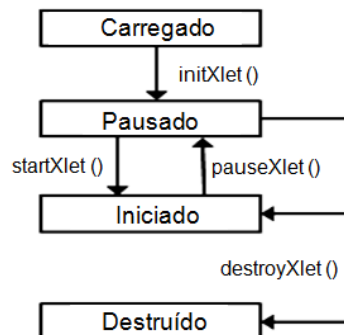 Carregado
initXlet ()
Pausado
startXlet ()
pauseXlet ()
Iniciado
destroyXlet ()
Destruído